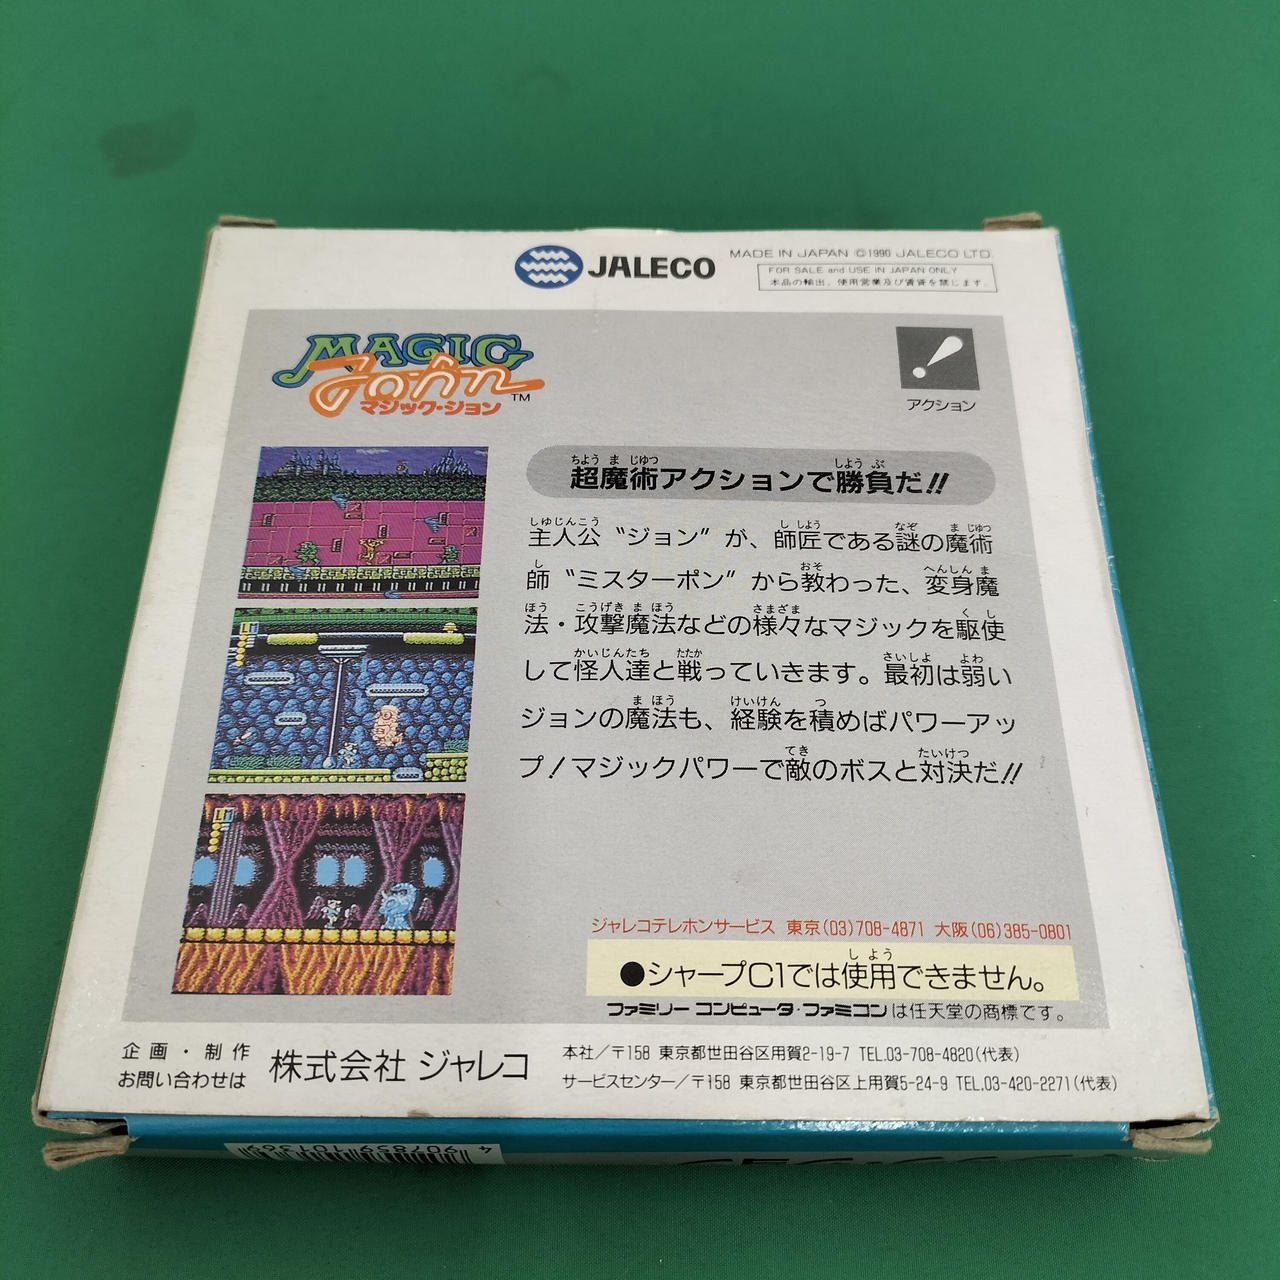 JALECO
MADE IN JAPAN ©1990 JALECO LTD.
FOR SALE and USE IN JAPAN ONLY
本品の輸出、使用営業及び賃貸を禁じます。
MAGIC
John
マジック・ジョン TM
アクション
超魔術アクションで勝負だ!!
主人公“ジョン”が、師匠である謎の魔術
師“ミスターポン”から教わった、変身魔
法・攻撃魔法などの様々なマジックを駆使
して怪人達と戦っていきます。最初は弱い
ジョンの魔法も、経験を積めばパワーアッ
プ!マジックパワーで敵のボスと対決だ!!
ジャレコテレホンサービス 東京(03)708-4871 大阪(06)385-0801
●シャープC1では使用できません。
ファミリーコンピュータ・ファミコンは任天堂の商標です。
企画・制作
お問い合わせは
株式会社 ジャレコ
本社/〒158 東京都世田谷区用賀2-19-7 TEL.03-708-4820(代表)
サービスセンター/〒158 東京都世田谷区上用賀5-24-9 TEL.03-420-2271(代表)